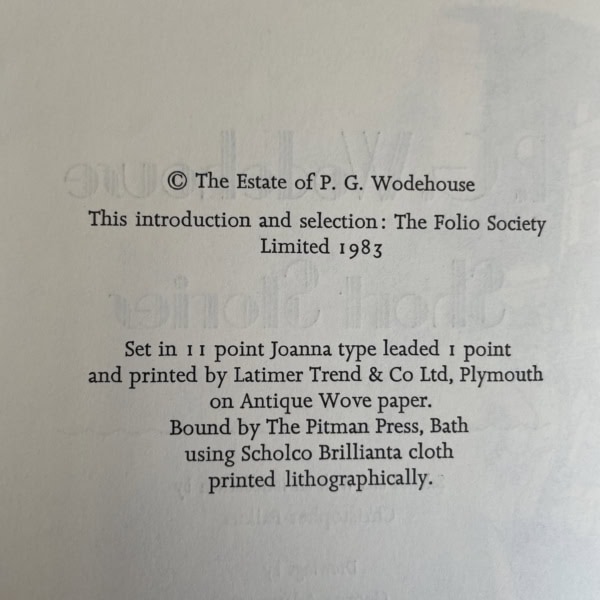 © The Estate of P. G. Wodehouse
This introduction and selection: The Folio Society
Limited 1983
Set in 11 point Joanna type leaded 1 point
and printed by Latimer Trend & Co Ltd, Plymouth
on Antique Wove paper.
Bound by The Pitman Press, Bath
using Scholco Brillianta cloth
printed lithographically.